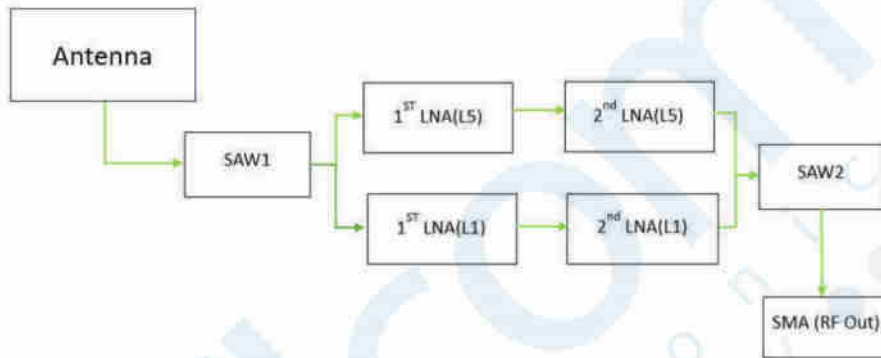 Antenna
1ST LNA(L5)
2nd LNA(L5)
SAW1
SAW2
1ST LNA(L1)
2nd LNA(L1)
SMA (RF Out)